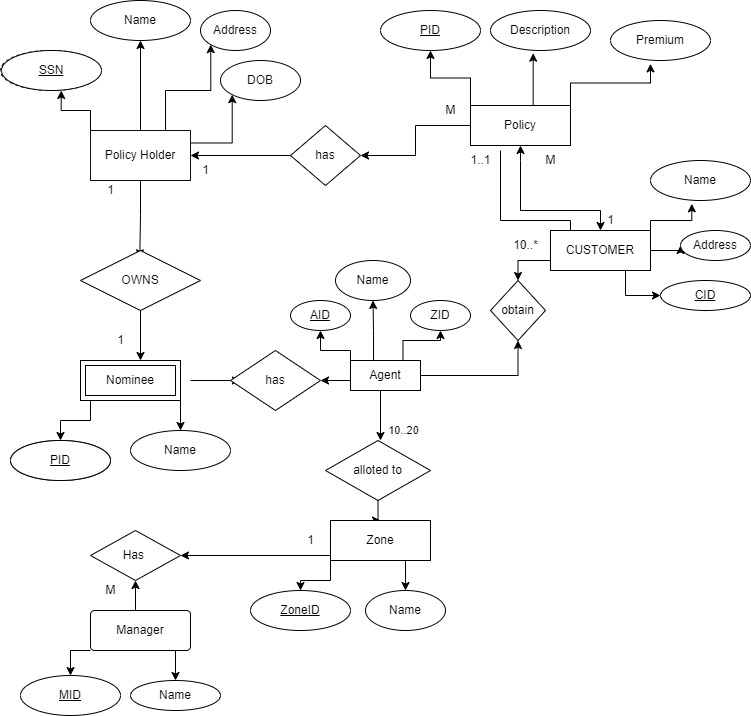 Name
Address
SSN
DOB
Policy Holder
1
1
has
PID
Description
Premium
M
Policy
1..1
M
1
Name
CUSTOMER
Address
CID
10..*
obtain
OWNS
1
Nominee
PID
Name
has
Name
AID
ZID
Agent
10..20
alloted to
Zone
1
Has
ZoneID
Name
M
Manager
MID
Name